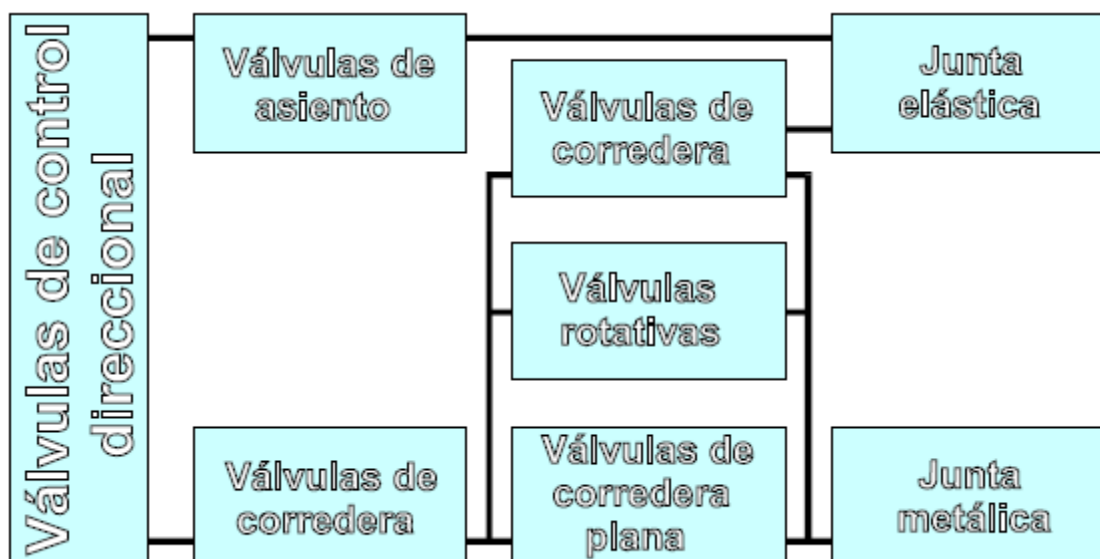 Válvulas de control
direccional
Válvulas de
asiento
Válvulas de
corredera
Junta
elástica
Válvulas
rotativas
Válvulas de
corredera
Válvulas de
corredera
plana
Junta
metálica